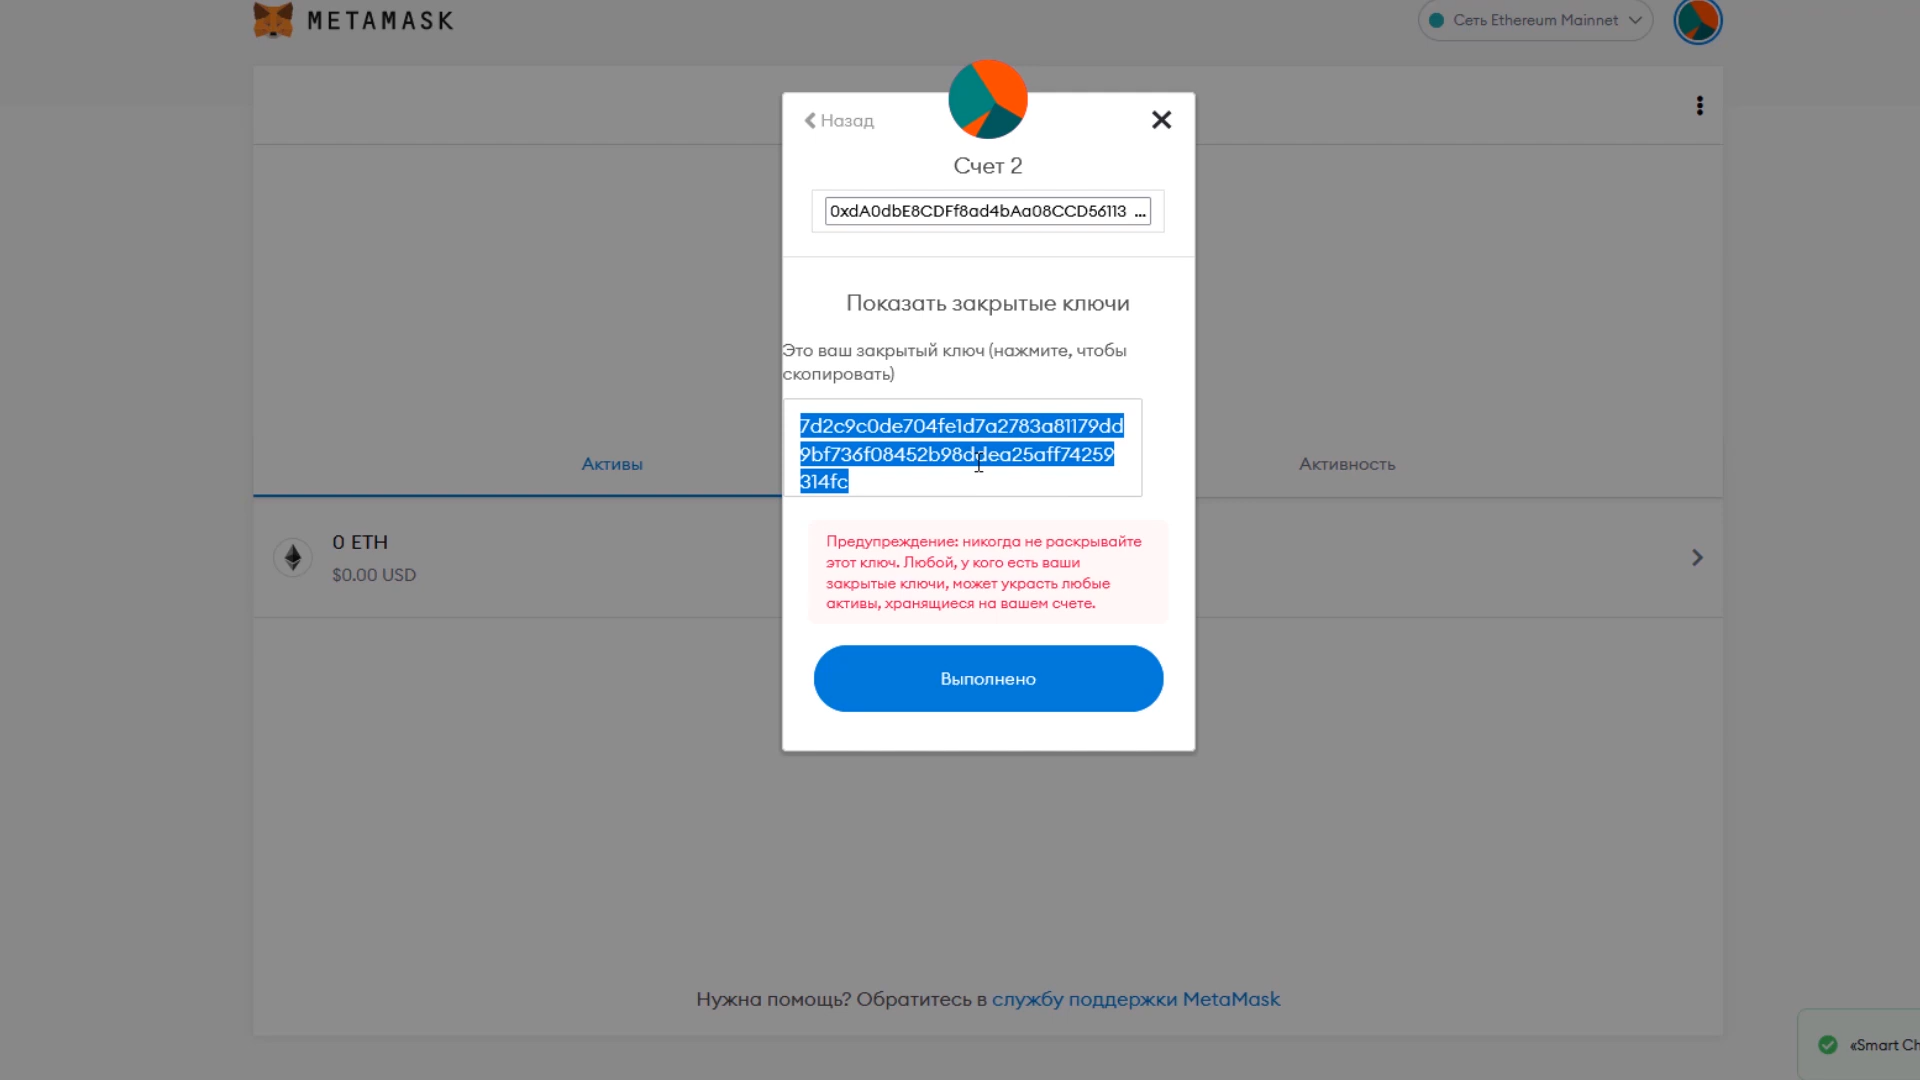 METAMASK
Сеть Ethereum Mainnet
Назад
Счет 2
0xdA0dbE8CDFf8ad4bAa08CCD56113 ...
Показать закрытые ключи
Это ваш закрытый ключ (нажмите, чтобы
скопировать)
7d2c9c0de704fe1d7a2783a81179dd
9bf736f08452b98ddea25aff74259
314fc
Активы
Активность
0 ETH
$0.00 USD
Предупреждение: никогда не раскрывайте
этот ключ. Любой, у кого есть ваши
закрытые ключи, может украсть любые
активы, хранящиеся на вашем счете.
Выполнено
Нужна помощь? Обратитесь в службу поддержки MetaMask
«Smart Ch